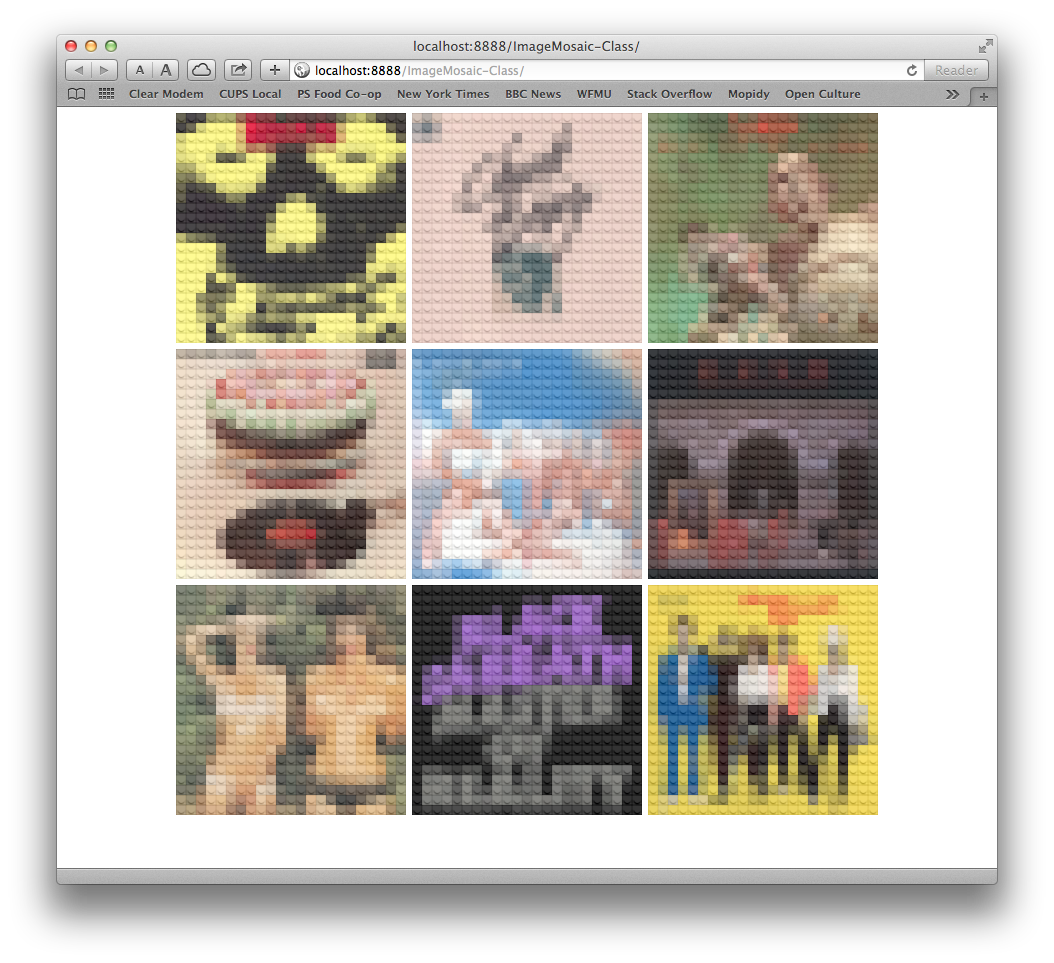 localhost:8888/ImageMosaic-Class/
A A + localhost:8888/ImageMosaic-Class/ Reader
Clear Modem CUPS Local PS Food Co-op New York Times BBC News WFMU Stack Overflow Mopidy Open Culture